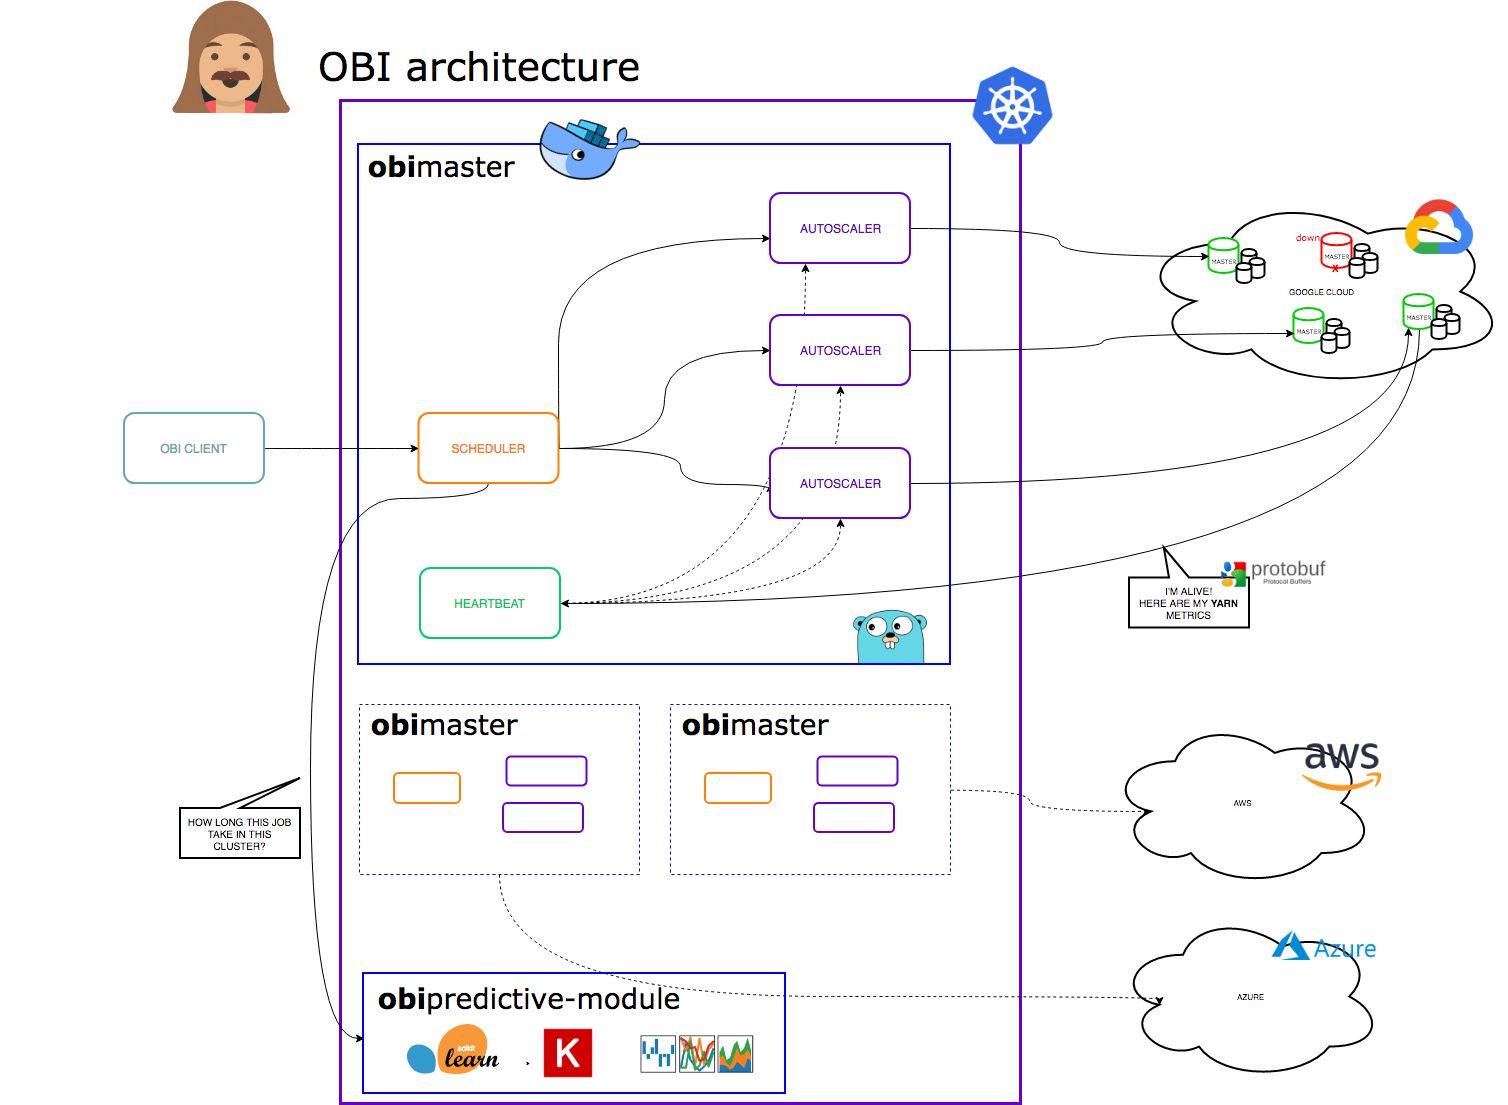 OBI architecture
obimaster
AUTOSCALER
AUTOSCALER
AUTOSCALER
OBI CLIENT
SCHEDULER
HEARTBEAT
down
MASTER
MASTER
x
GOOGLE CLOUD
MASTER
MASTER
protobuf
Protocol Buffers
I'M ALIVE!
HERE ARE MY YARN
METRICS
obimaster
obimaster
aws
AWS
HOW LONG THIS JOB
TAKE IN THIS
CLUSTER?
Azure
AZURE
obipredictive-module
scikit
learn
K